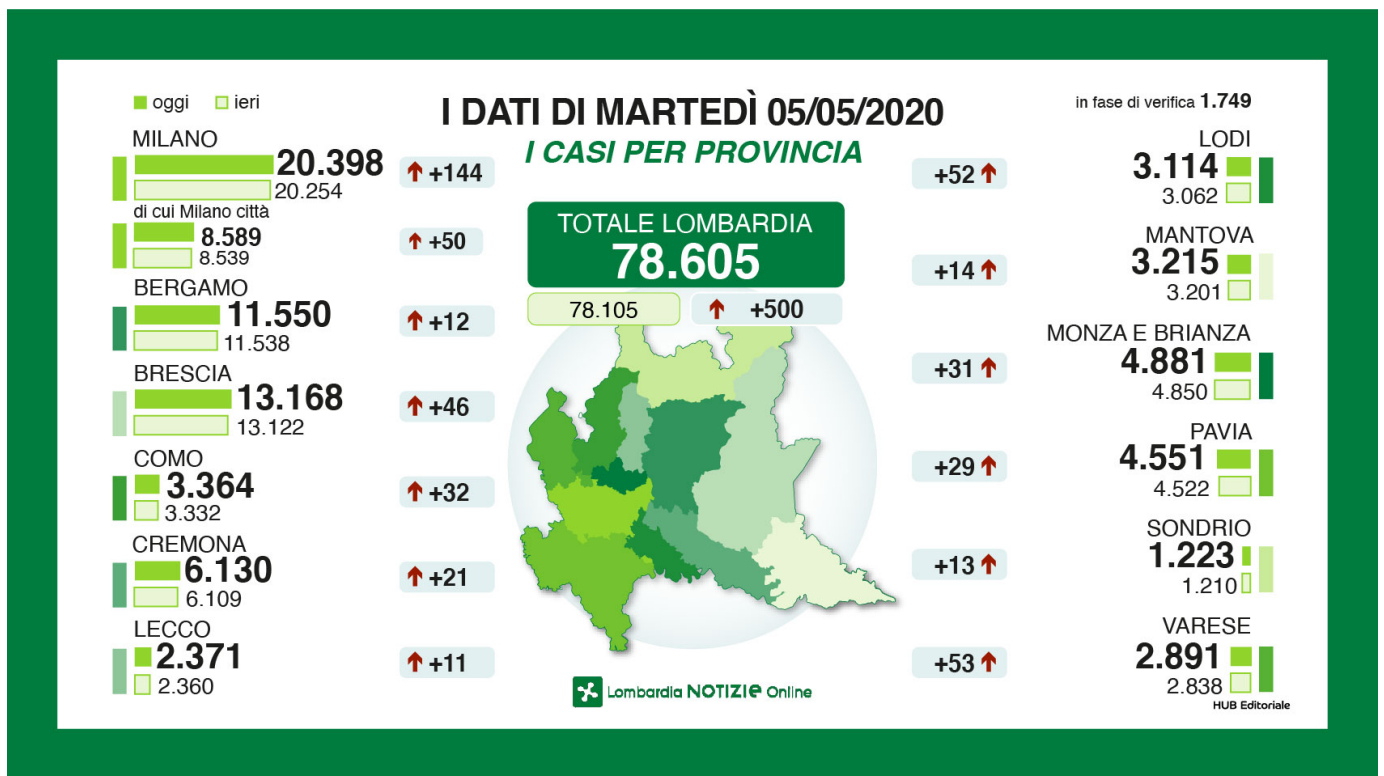 oggi ieri
I DATI DI MARTEDÌ 05/05/2020
I CASI PER PROVINCIA
in fase di verifica 1.749
MILANO
20.398
20.254
+144
di cui Milano città
8.589
8.539
+50
BERGAMO
11.550
11.538
+12
BRESCIA
13.168
13.122
+46
COMO
3.364
3.332
+32
CREMONA
6.130
6.109
+21
LECCO
2.371
2.360
+11
TOTALE LOMBARDIA
78.605
78.105 +500
LODI
+52
3.114
3.062
MANTOVA
+14
3.215
3.201
MONZA E BRIANZA
+31
4.881
4.850
PAVIA
+29
4.551
4.522
SONDRIO
+13
1.223
1.210
VARESE
+53
2.891
2.838
Lombardia NOTIZIe Online
HUB Editoriale